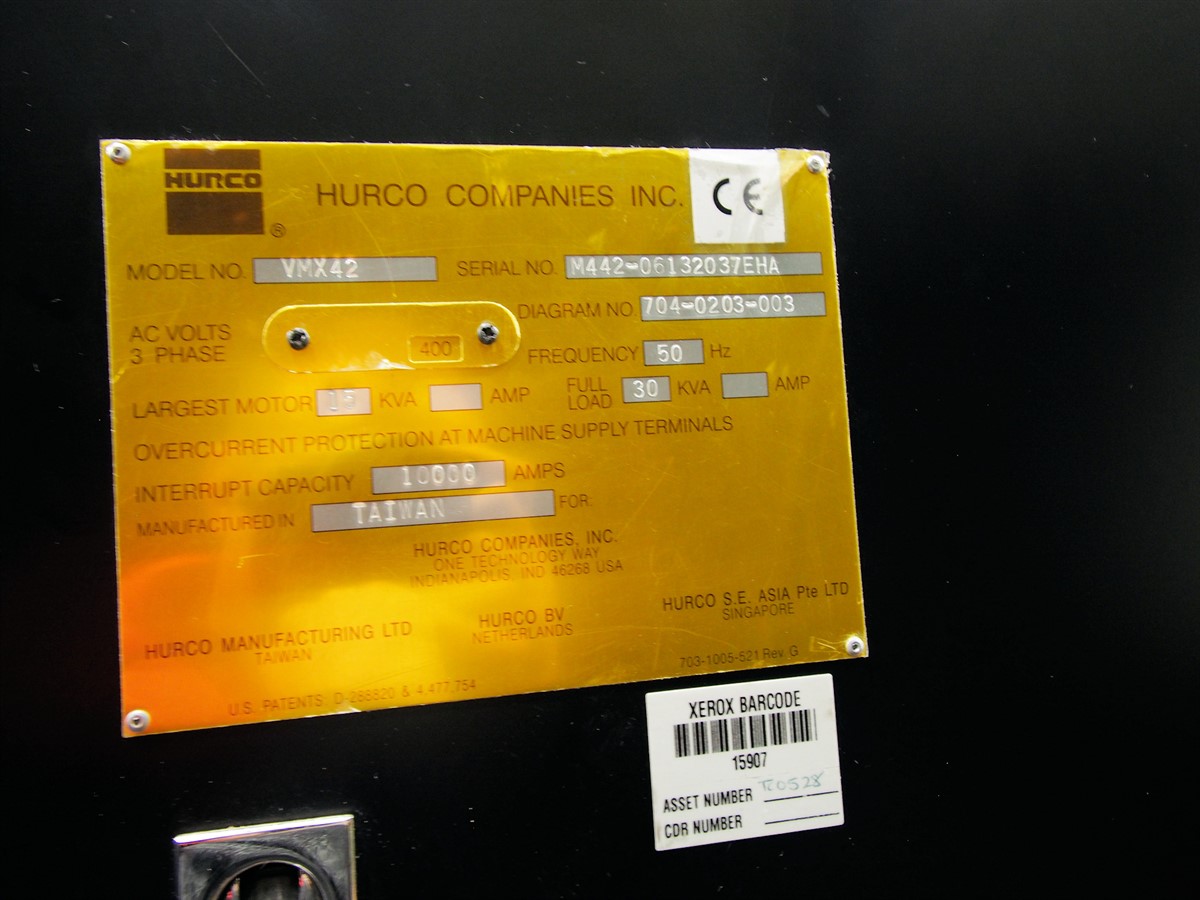 HURCO
®
HURCO COMPANIES INC.
CE
MODEL NO. VMX42 SERIAL NO. M442-06132037EHA
DIAGRAM NO. 704-0203-003
AC VOLTS
3 PHASE
400
FREQUENCY 50 Hz
LARGEST MOTOR KVA AMP FULL LOAD 30 KVA AMP
OVERCURRENT PROTECTION AT MACHINE SUPPLY TERMINALS
INTERRUPT CAPACITY 10000 AMPS
MANUFACTURED IN TAIWAN FOR:
HURCO COMPANIES, INC.
ONE TECHNOLOGY WAY
INDIANAPOLIS, IND 46268 USA
HURCO MANUFACTURING LTD
TAIWAN
HURCO BV
NETHERLANDS
HURCO S.E. ASIA Pte LTD
SINGAPORE
703-1005-521 Rev. G
U.S. PATENTS: D-288820 & 4,477,754
XEROX BARCODE
15907
ASSET NUMBER
CDR NUMBER